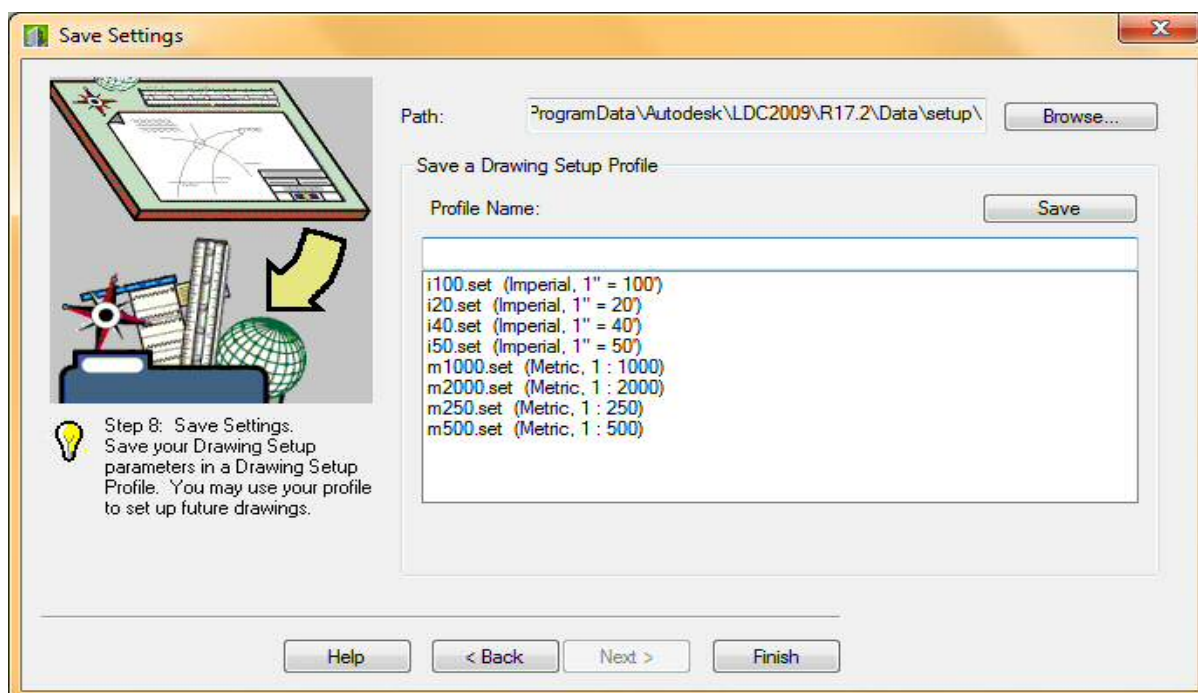 Save Settings
Path:
ProgramData\Autodesk\LDC2009\R17.2\Data\setup\
Browse...
Save a Drawing Setup Profile
Profile Name:
Save
i100.set (Imperial, 1" = 100')
i20.set (Imperial, 1" = 20')
i40.set (Imperial, 1" = 40')
i50.set (Imperial, 1" = 50')
m1000.set (Metric, 1 : 1000)
m2000.set (Metric, 1 : 2000)
m250.set (Metric, 1 : 250)
m500.set (Metric, 1 : 500)
Step 8: Save Settings.
Save your Drawing Setup
parameters in a Drawing Setup
Profile. You may use your profile
to set up future drawings.
Help
< Back
Next >
Finish